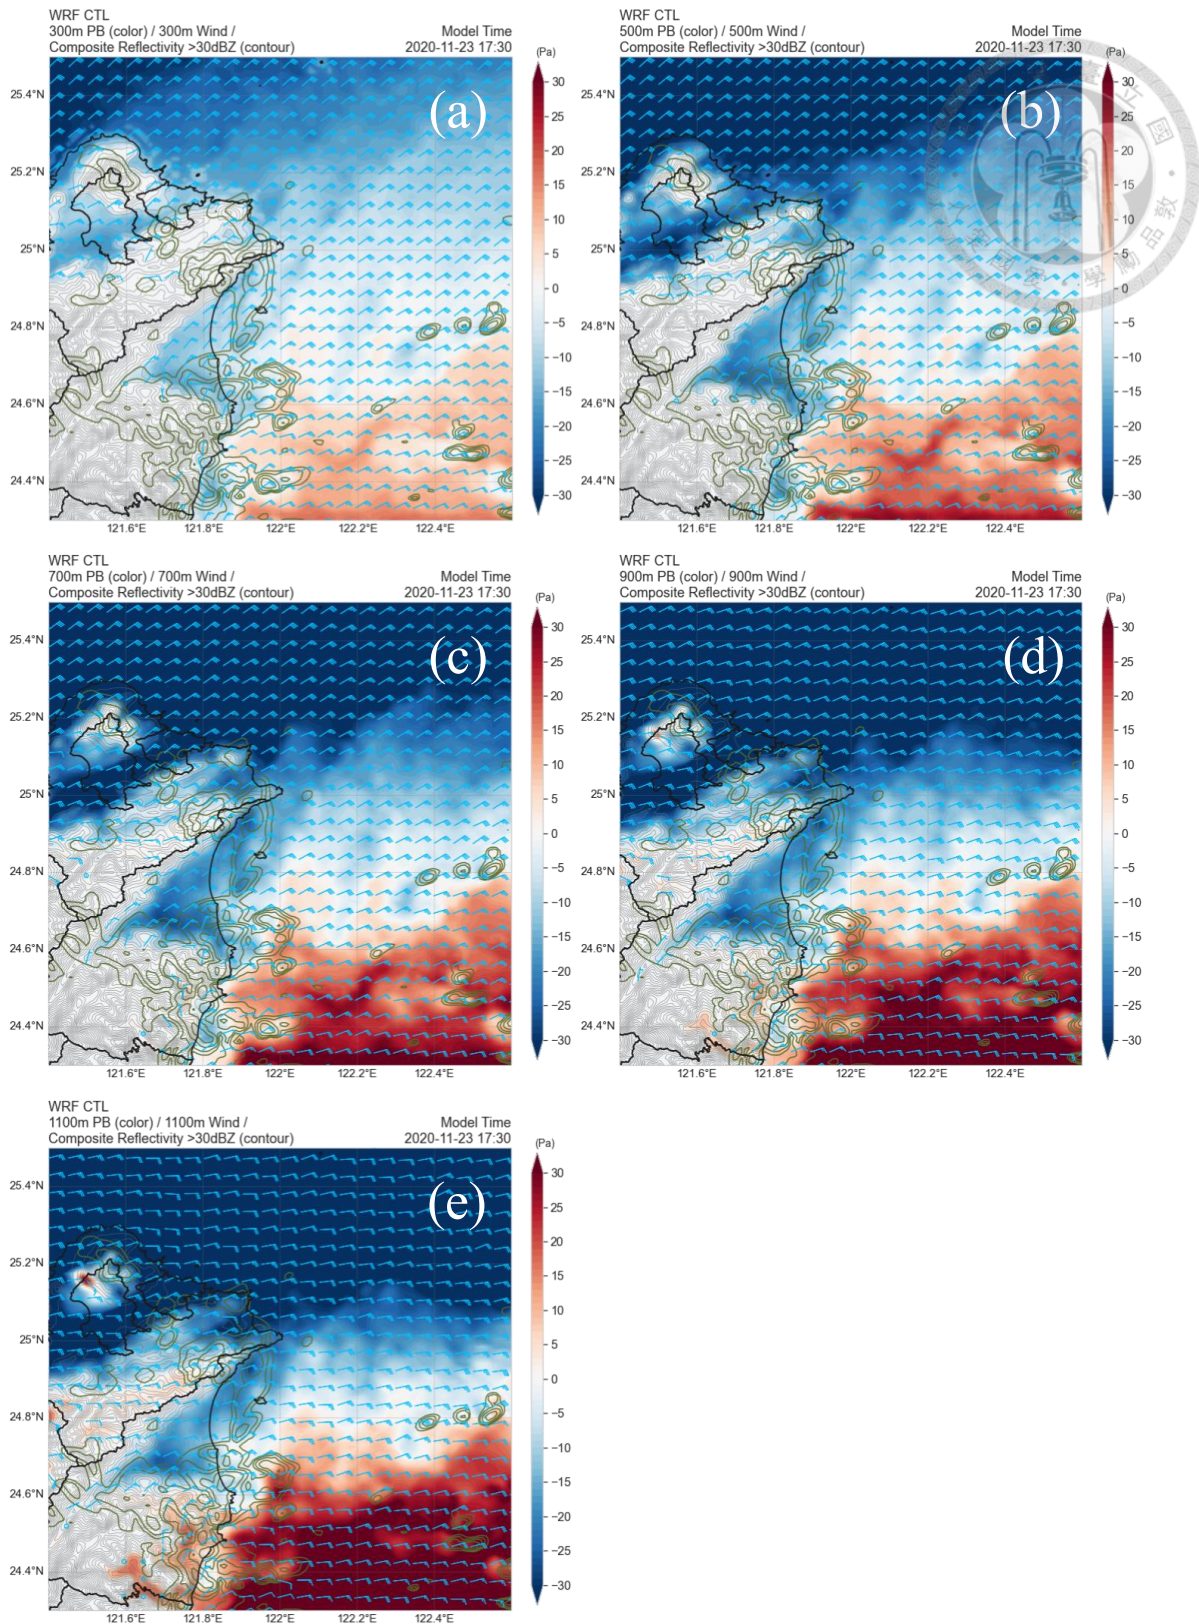 WRF CTL
300m PB (color) / 300m Wind / Model Time
Composite Reflectivity >30dBZ (contour) 2020-11-23 17:30
(Pa)
(a)
25.4°N
25.2°N
25°N
24.8°N
24.6°N
24.4°N
121.6°E 121.8°E 122°E 122.2°E 122.4°E
30
25
20
15
10
5
0
−5
−10
−15
−20
−25
−30
WRF CTL
500m PB (color) / 500m Wind / Model Time
Composite Reflectivity >30dBZ (contour) 2020-11-23 17:30
(Pa)
(b)
25.4°N
25.2°N
25°N
24.8°N
24.6°N
24.4°N
121.6°E 121.8°E 122°E 122.2°E 122.4°E
30
25
20
15
10
5
0
−5
−10
−15
−20
−25
−30
WRF CTL
700m PB (color) / 700m Wind / Model Time
Composite Reflectivity >30dBZ (contour) 2020-11-23 17:30
(Pa)
(c)
25.4°N
25.2°N
25°N
24.8°N
24.6°N
24.4°N
121.6°E 121.8°E 122°E 122.2°E 122.4°E
30
25
20
15
10
5
0
−5
−10
−15
−20
−25
−30
WRF CTL
900m PB (color) / 900m Wind / Model Time
Composite Reflectivity >30dBZ (contour) 2020-11-23 17:30
(Pa)
(d)
25.4°N
25.2°N
25°N
24.8°N
24.6°N
24.4°N
121.6°E 121.8°E 122°E 122.2°E 122.4°E
30
25
20
15
10
5
0
−5
−10
−15
−20
−25
−30
WRF CTL
1100m PB (color) / 1100m Wind / Model Time
Composite Reflectivity >30dBZ (contour) 2020-11-23 17:30
(Pa)
(e)
25.4°N
25.2°N
25°N
24.8°N
24.6°N
24.4°N
121.6°E 121.8°E 122°E 122.2°E 122.4°E
30
25
20
15
10
5
0
−5
−10
−15
−20
−25
−30